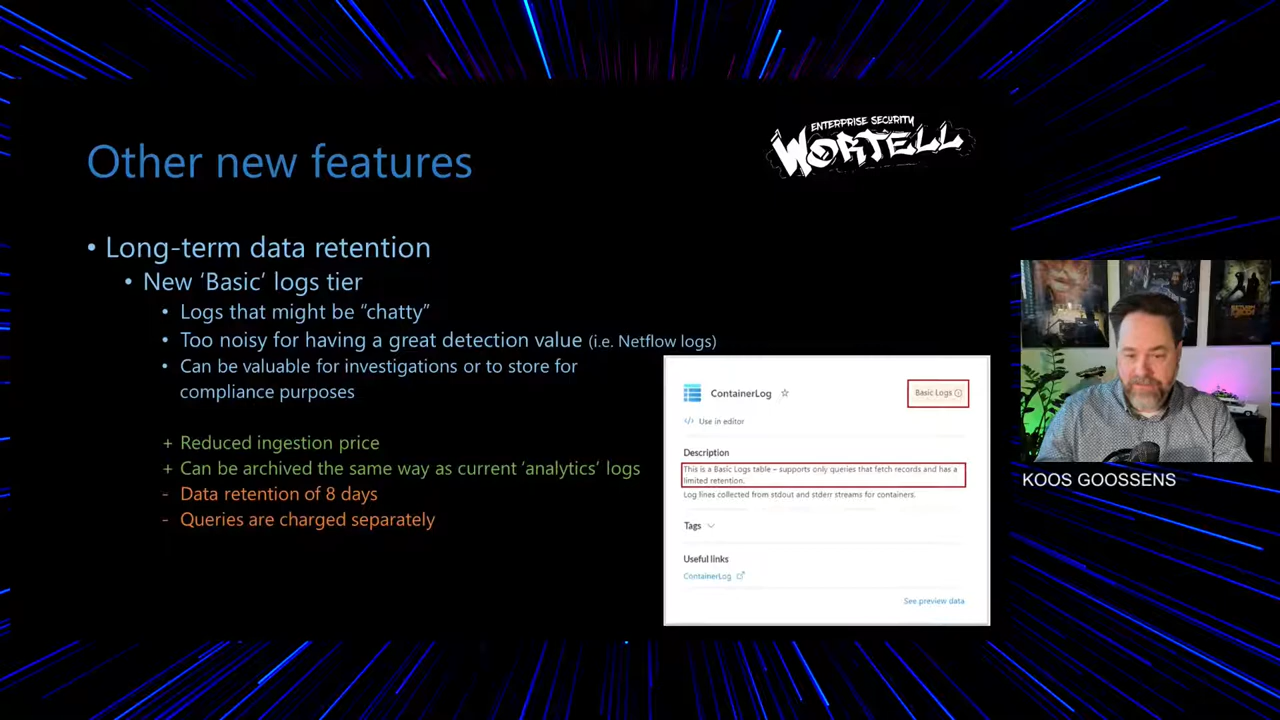 ENTERPRISE SECURITY
WORTELL
Other new features
• Long-term data retention
• New ‘Basic’ logs tier
• Logs that might be “chatty”
• Too noisy for having a great detection value (i.e. Netflow logs)
• Can be valuable for investigations or to store for
compliance purposes
+ Reduced ingestion price
+ Can be archived the same way as current ‘analytics’ logs
- Data retention of 8 days
- Queries are charged separately
ContainerLog
Basic Logs
Use in editor
Description
This is a Basic Logs table – supports only queries that fetch records and has a
limited retention.
Log lines collected from stdout and stderr streams for containers.
Tags
Useful links
ContainerLog
See preview data
KOOS GOOSSENS